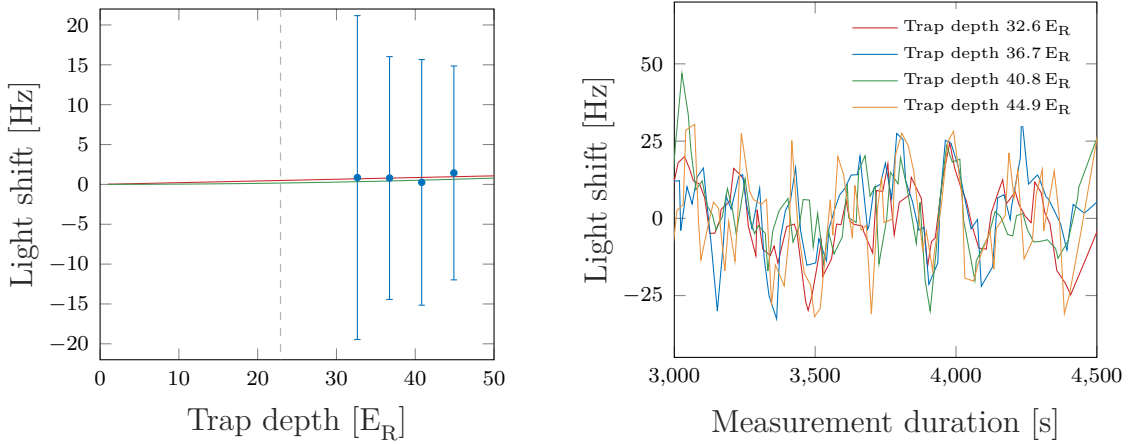 20
15
10
5
0
−5
−10
−15
−20
0 10 20 30 40 50
Light shift [Hz]
Trap depth [E_R]
50
25
0
−25
3,000 3,500 4,000 4,500
Light shift [Hz]
Measurement duration [s]
Trap depth 32.6 E_R
Trap depth 36.7 E_R
Trap depth 40.8 E_R
Trap depth 44.9 E_R